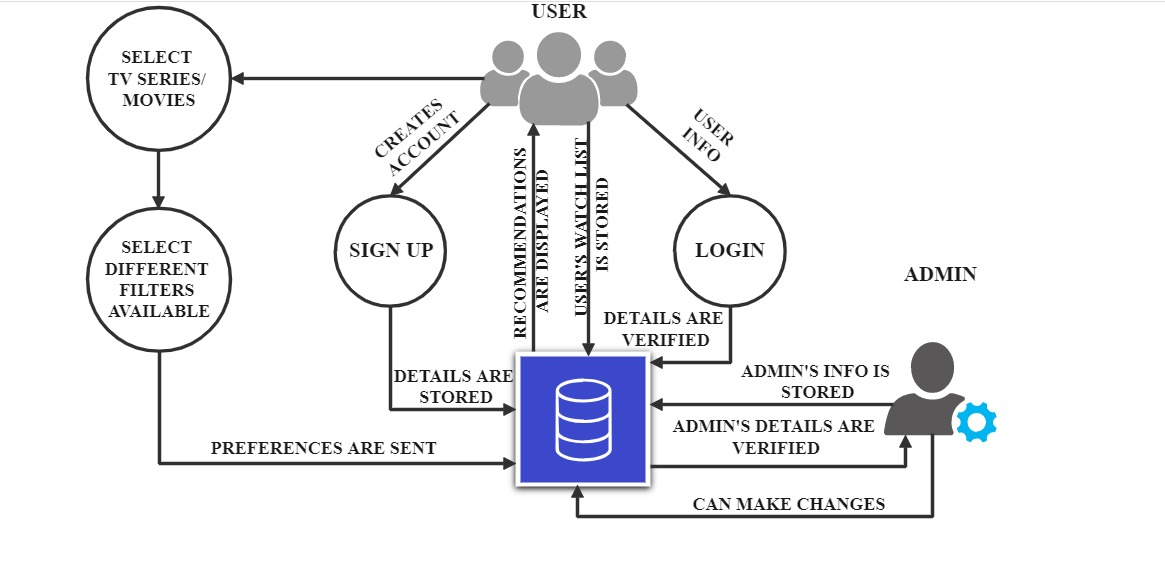 USER
SELECT
TV SERIES/
MOVIES
CREATES
ACCOUNT
USER
INFO
RECOMMENDATIONS
ARE DISPLAYED
USER'S WATCH LIST
IS STORED
SELECT
DIFFERENT
FILTERS
AVAILABLE
SIGN UP
LOGIN
ADMIN
DETAILS ARE
VERIFIED
DETAILS ARE
STORED
ADMIN'S INFO IS
STORED
ADMIN'S DETAILS ARE
VERIFIED
PREFERENCES ARE SENT
CAN MAKE CHANGES